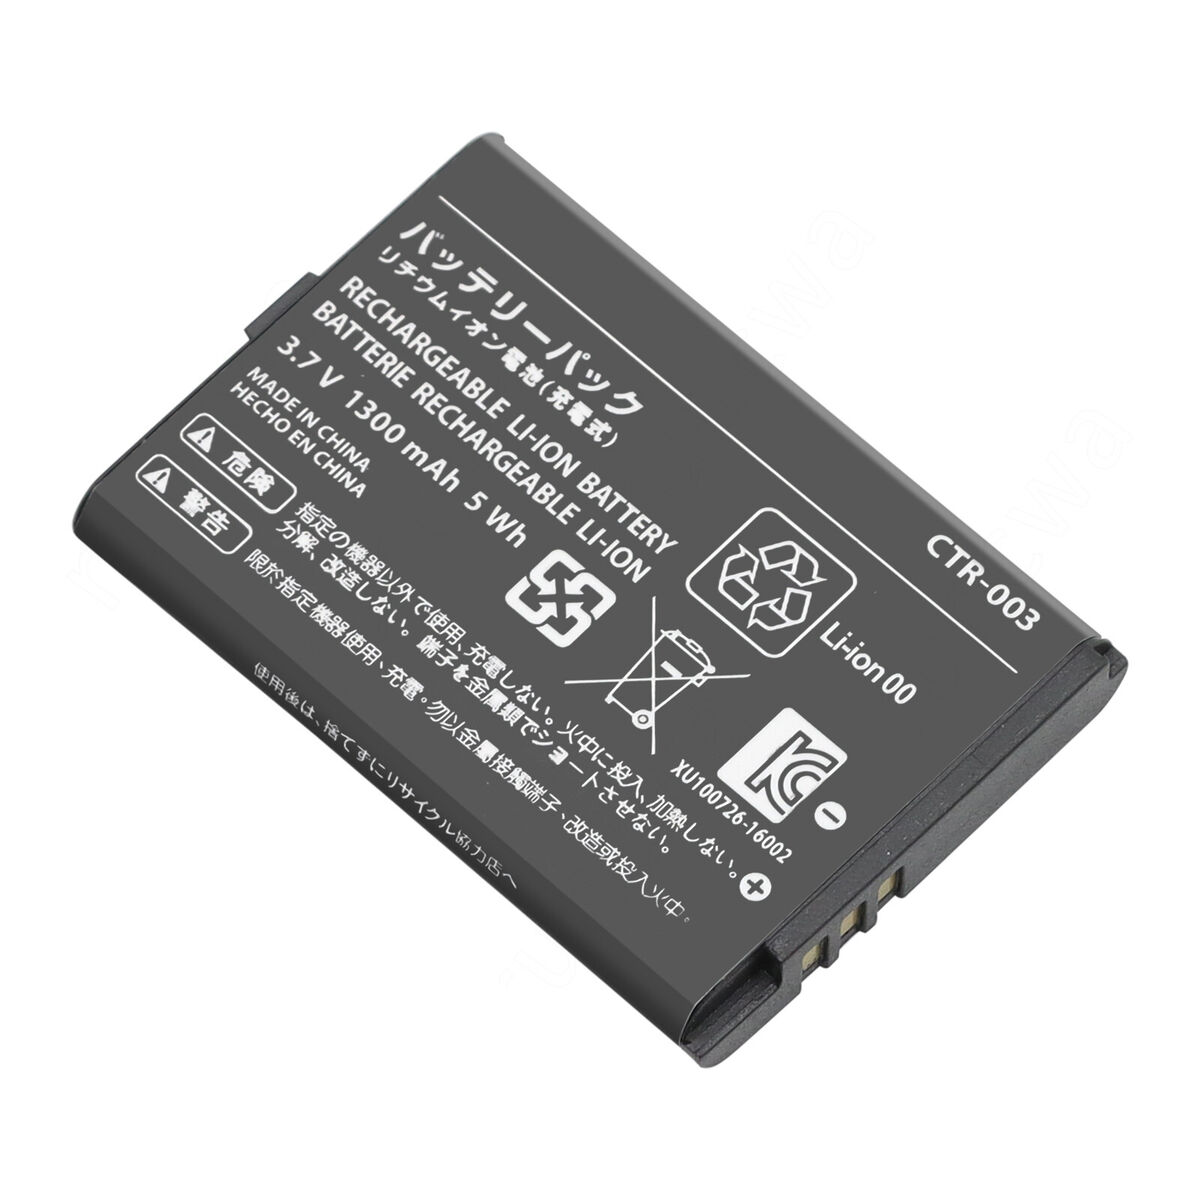 バッテリーパック
リチウムイオン電池(充電式)
RECHARGEABLE LI-ION BATTERY
BATTERIE RECHARGEABLE LI-ION
3.7 V 1300 mAh 5 Wh
MADE IN CHINA
HECHO EN CHINA
危険
指定の機器以外で使用、充電しない。火中に投入、加熱しない。
分解、改造しない。端子を金属類でショートさせない。
警告
限於指定機器使用、充電。勿以金屬接觸端子、改造或投入火中。
使用後は、捨てずにリサイクル協力店へ
Li-ion 00
XU100726-16002
CTR-003